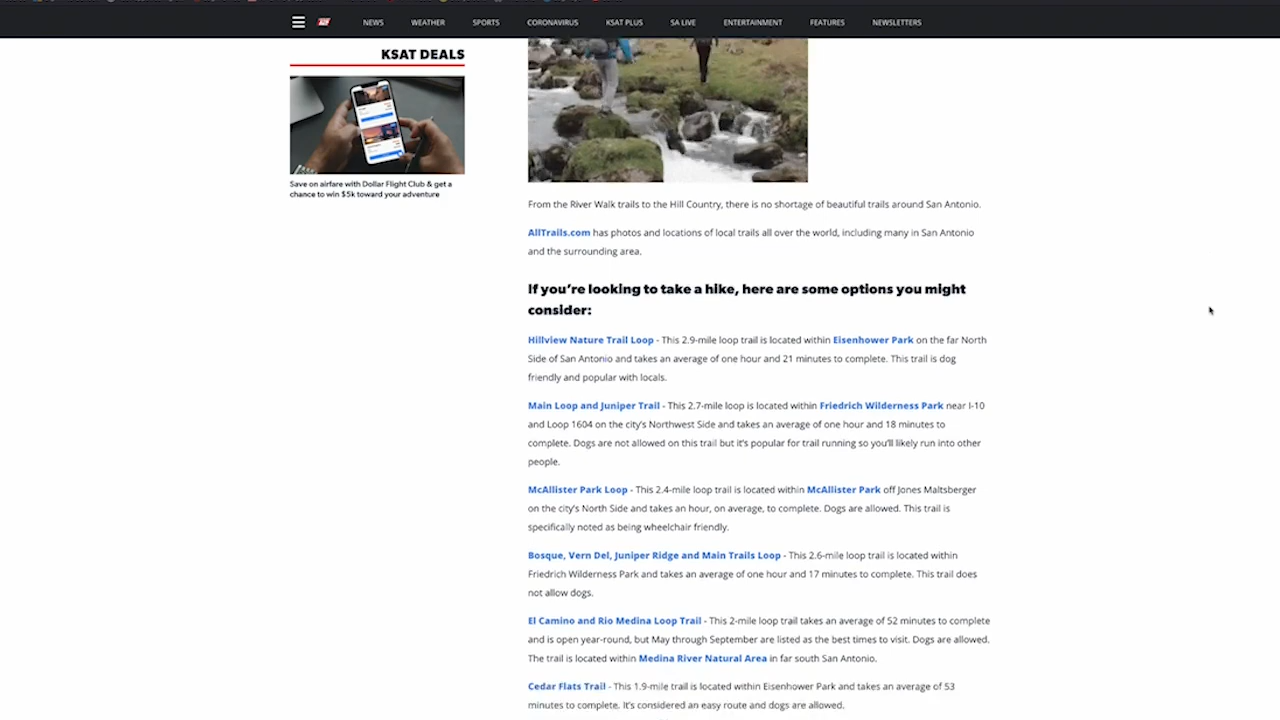 NEWS WEATHER SPORTS CORONAVIRUS KSAT PLUS SA LIVE ENTERTAINMENT FEATURES NEWSLETTERS
KSAT DEALS
Save on airfare with Dollar Flight Club & get a
chance to win $5k toward your adventure
From the River Walk trails to the Hill Country, there is no shortage of beautiful trails around San Antonio.
AllTrails.com has photos and locations of local trails all over the world, including many in San Antonio
and the surrounding area.
If you’re looking to take a hike, here are some options you might
consider:
Hillview Nature Trail Loop - This 2.9-mile loop trail is located within Eisenhower Park on the far North
Side of San Antonio and takes an average of one hour and 21 minutes to complete. This trail is dog
friendly and popular with locals.
Main Loop and Juniper Trail - This 2.7-mile loop is located within Friedrich Wilderness Park near I-10
and Loop 1604 on the city’s Northwest Side and takes an average of one hour and 18 minutes to
complete. Dogs are not allowed on this trail but it’s popular for trail running so you’ll likely run into other
people.
McAllister Park Loop - This 2.4-mile loop trail is located within McAllister Park off Jones Maltsberger
on the city’s North Side and takes an hour, on average, to complete. Dogs are allowed. This trail is
specifically noted as being wheelchair friendly.
Bosque, Vern Del, Juniper Ridge and Main Trails Loop - This 2.6-mile loop trail is located within
Friedrich Wilderness Park and takes an average of one hour and 17 minutes to complete. This trail does
not allow dogs.
El Camino and Rio Medina Loop Trail - This 2-mile loop trail takes an average of 52 minutes to complete
and is open year-round, but May through September are listed as the best times to visit. Dogs are allowed.
The trail is located within Medina River Natural Area in far south San Antonio.
Cedar Flats Trail - This 1.9-mile trail is located within Eisenhower Park and takes an average of 53
minutes to complete. It’s considered an easy route and dogs are allowed.